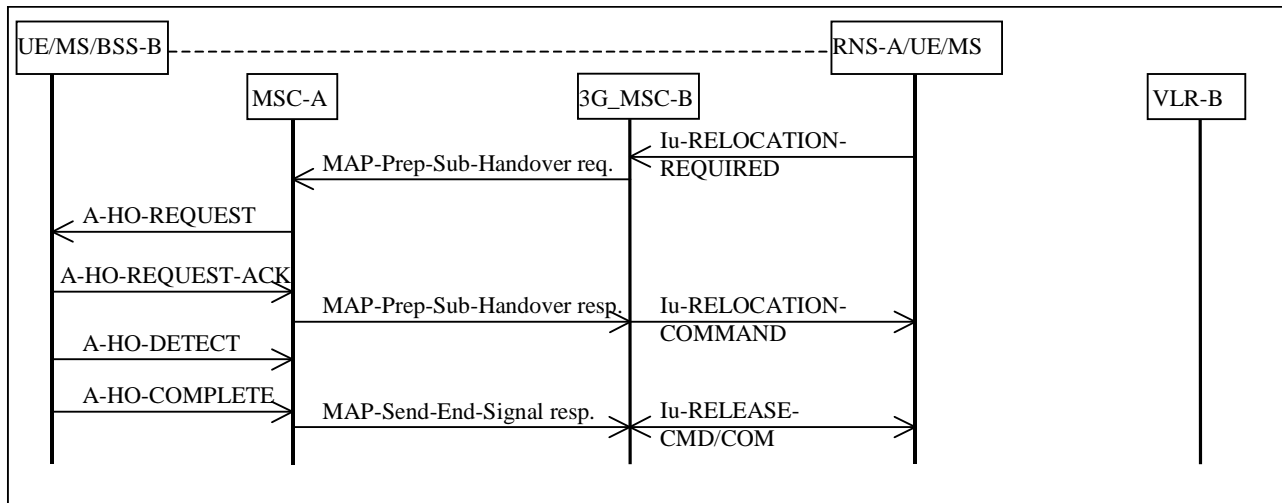 UE/MS/BSS-B
RNS-A/UE/MS
MSC-A
3G_MSC-B
VLR-B
Iu-RELOCATION-
REQUIRED
MAP-Prep-Sub-Handover req.
A-HO-REQUEST
A-HO-REQUEST-ACK
MAP-Prep-Sub-Handover resp.
Iu-RELOCATION-
COMMAND
A-HO-DETECT
A-HO-COMPLETE
MAP-Send-End-Signal resp.
Iu-RELEASE-
CMD/COM